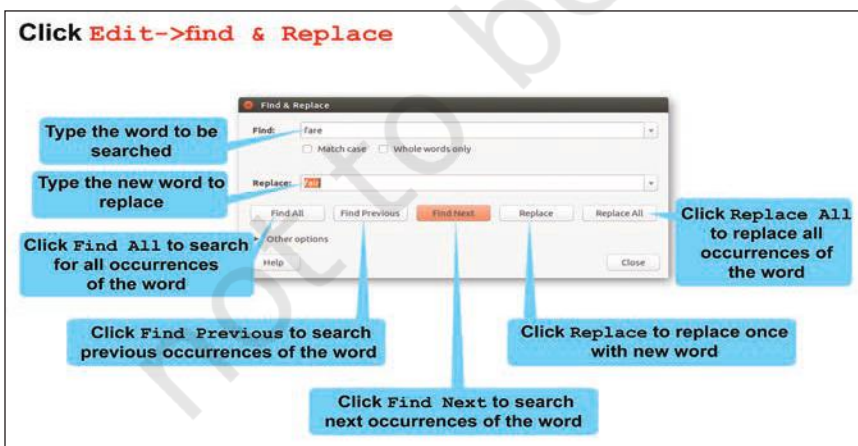 Click Edit->find & Replace
Find & Replace
Type the word to be
searched
Find:
fare
Match case
Whole words only
Type the new word to
replace
Replace:
fair
Find All
Find Previous
Find Next
Replace
Replace All
Click Replace All
to replace all
occurrences of
the word
Click Find All to search
for all occurrences
of the word
Other options
Help
Close
Click Find Previous to search
previous occurrences of the word
Click Replace to replace once
with new word
Click Find Next to search
next occurrences of the word
not to b